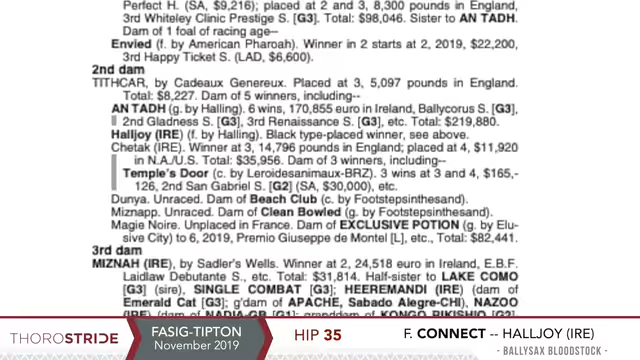 Perfect H. (SA, $9,216); placed at 2 and 3, 8,300 pounds in England,
3rd Whiteley Clinic Prestige S. [G3]. Total: $98,046. Sister to AN TADH.
Dam of 1 foal of racing age--
Envied (f. by American Pharoah). Winner in 2 starts at 2, 2019, $22,200,
3rd Happy Ticket S. (LAD, $6,600).
2nd dam
TITHCAR, by Cadeaux Genereux. Placed at 3, 5,097 pounds in England.
Total: $8,227. Dam of 5 winners, including--
AN TADH (g. by Halling). 6 wins, 170,855 euro in Ireland, Ballycorus S. [G3],
2nd Gladness S. [G3], 3rd Renaissance S. [G3], etc. Total: $219,880.
Halljoy (IRE) (f. by Halling). Black type-placed winner, see above.
Chetak (IRE). Winner at 3, 14,796 pounds in England; placed at 4, $11,920
in N.A./U.S. Total: $35,956. Dam of 3 winners, including--
Temple's Door (c. by Leroidesanimaux-BRZ). 3 wins at 3 and 4, $165,-
126, 2nd San Gabriel S. [G2] (SA, $30,000), etc.
Dunya. Unraced. Dam of Beach Club (c. by Footstepsinthesand).
Miznapp. Unraced. Dam of Clean Bowled (g. by Footstepsinthesand).
Magie Noire. Unplaced in France. Dam of EXCLUSIVE POTION (g. by Elu-
sive City) to 6, 2019, Premio Giuseppe de Montel [L], etc., Total: $82,441.
3rd dam
MIZNAH (IRE), by Sadler's Wells. Winner at 2, 24,518 euro in Ireland, E.B.F.
Laidlaw Debutante S., etc. Total: $31,814. Half-sister to LAKE COMO
[G3] (sire), SINGLE COMBAT [G3]; HEEREMANDI (IRE) (dam of
Emerald Cat [G3]; g'dam of APACHE, Sabado Alegre-CHI), NAZOO
(IRE) (dam of NADIA-GB [G1]; granddam of KONGO RIKISHIO [G3],
THOROSTRIDE
FASIG-TIPTON
November 2019
HIP 35
F. CONNECT -- HALLJOY (IRE)
- BALLYSAX BLOODSTOCK -